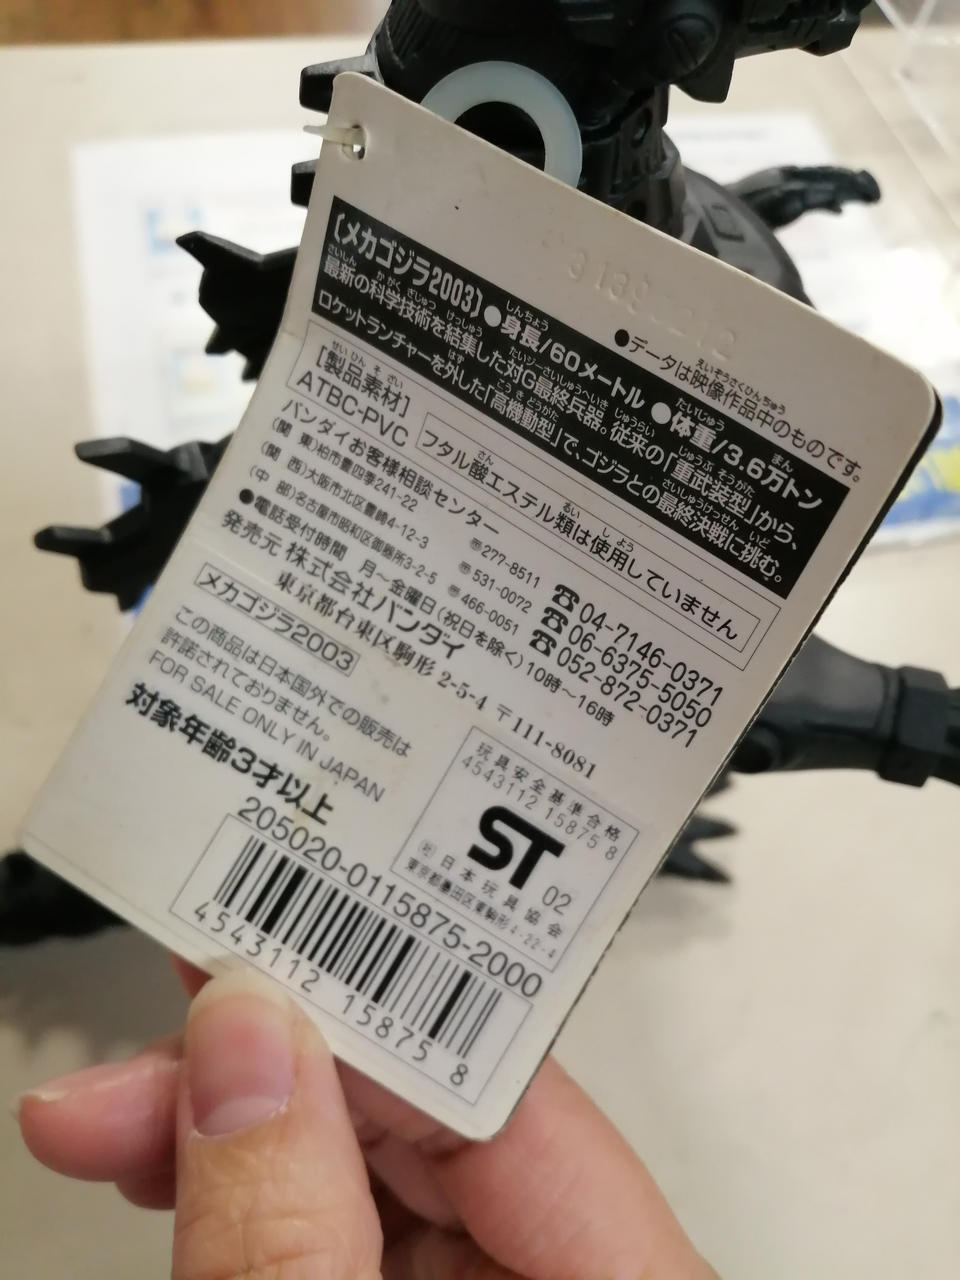 ●データは映像作品中のものです。
[メカゴジラ2003]●身長/60メートル ●体重/3.6万トン
最新の科学技術を結集した対G最終兵器。従来の「重武装型」から、
ロケットランチャーを外した「高機動型」で、ゴジラとの最終決戦に挑む。
[製品素材]
ATBC-PVC
フタル酸エステル類は使用していません
バンダイお客様相談センター
(関 東)柏市豊四季241-22 〒277-8511 ☎04-7146-0371
(関 西)大阪市北区豊崎4-12-3 〒531-0072 ☎06-6375-5050
(中 部)名古屋市昭和区御器所3-2-5 〒466-0051 ☎052-872-0371
●電話受付時間 月～金曜日(祝日を除く)10時～16時
発売元 株式会社バンダイ
東京都台東区駒形 2-5-4 〒111-8081
メカゴジラ2003
この商品は日本国外での販売は
許諾されておりません。
FOR SALE ONLY IN JAPAN
対象年齢3才以上
玩具安全基準合格
4543112 15875 8
ST 02
(社)日本玩具協会
東京都墨田区東駒形4-22-4
205020-0115875-2000
4543112 15875 8